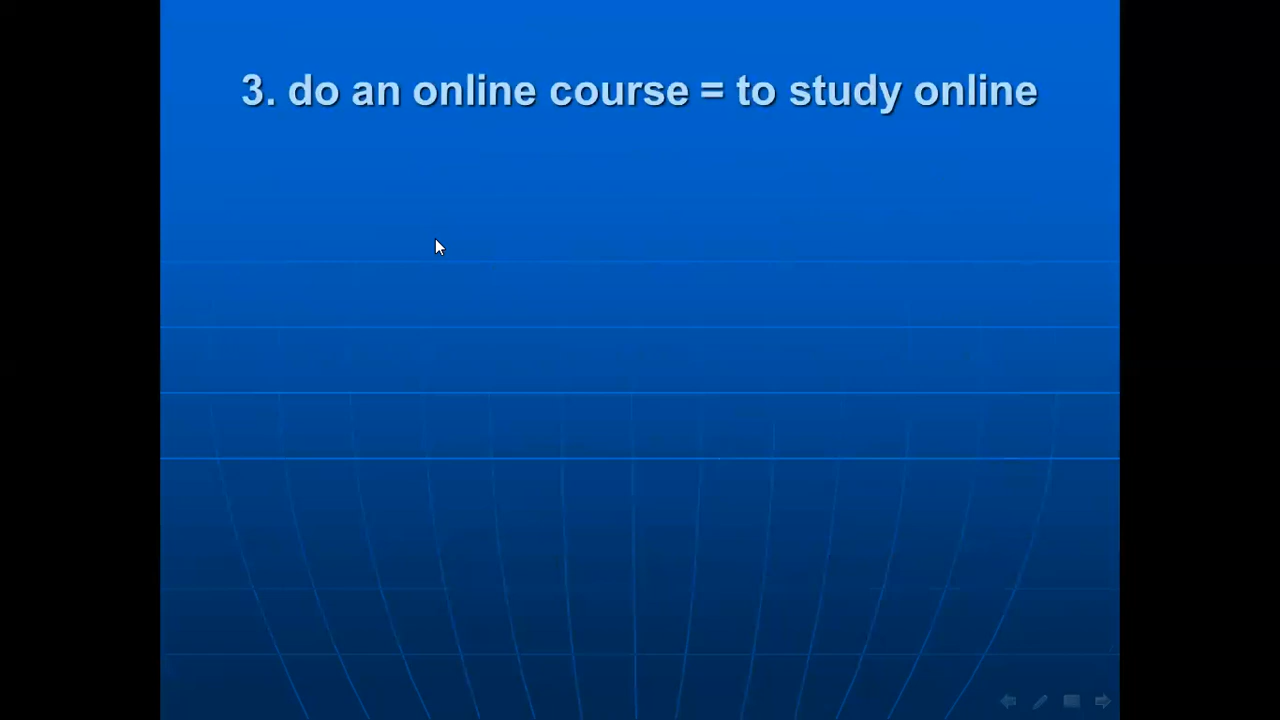 3. do an online course = to study online